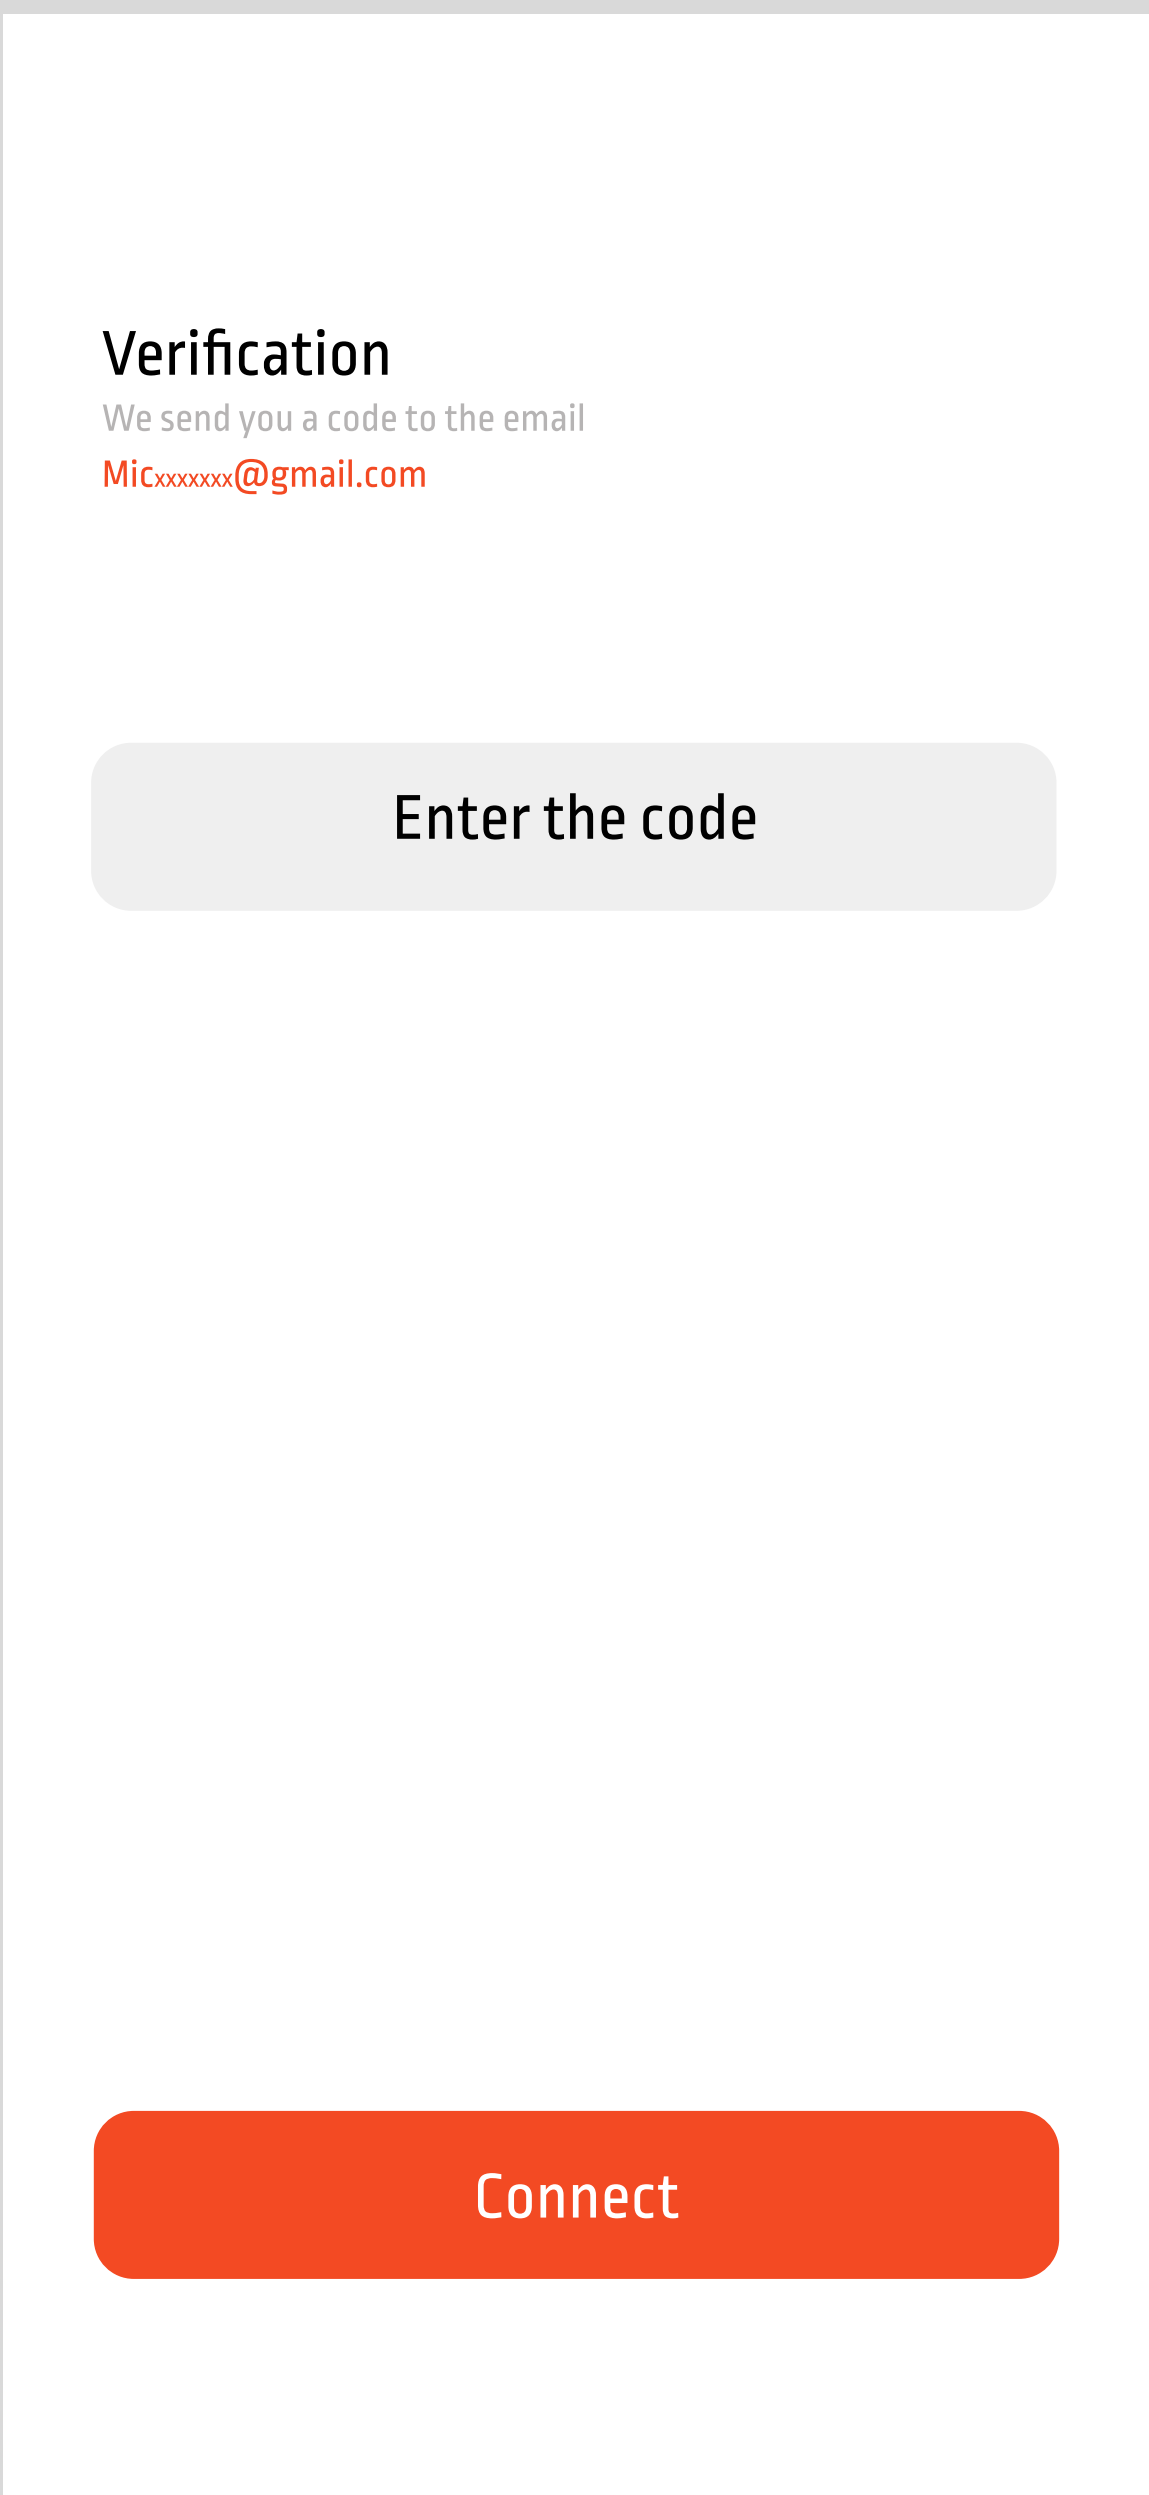 Verification
We send you a code to the email
Micxxxxxxx@gmail.com
Enter the code
Connect